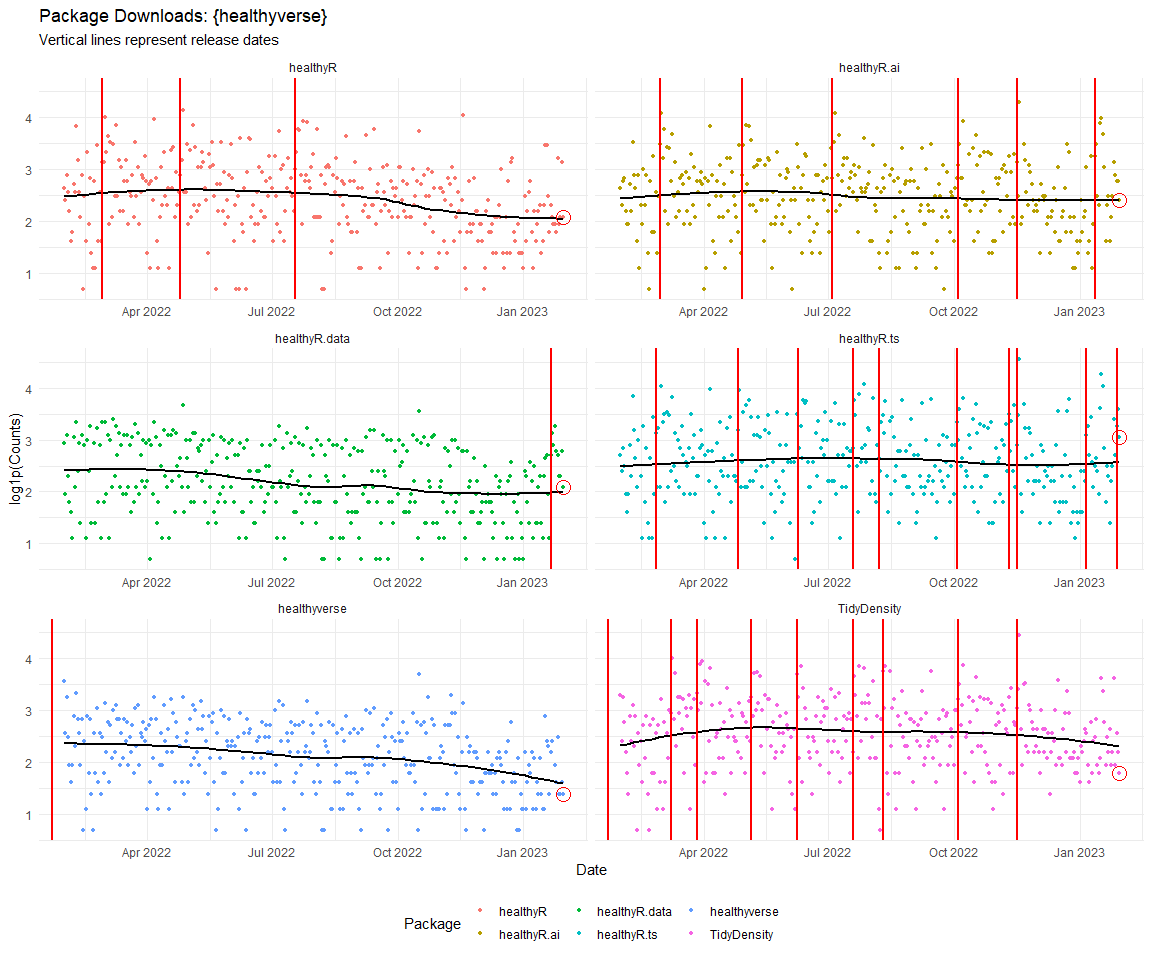 Package Downloads: {healthyverse}
Vertical lines represent release dates
healthyR
healthyR.ai
4
3
2
1
Apr 2022
Jul 2022
Oct 2022
Jan 2023
Apr 2022
Jul 2022
Oct 2022
Jan 2023
healthyR.data
healthyR.ts
log1p(Counts)
4
3
2
1
Apr 2022
Jul 2022
Oct 2022
Jan 2023
Apr 2022
Jul 2022
Oct 2022
Jan 2023
healthyverse
TidyDensity
4
3
2
1
Apr 2022
Jul 2022
Oct 2022
Jan 2023
Apr 2022
Jul 2022
Oct 2022
Jan 2023
Date
Package
healthyR
healthyR.data
healthyverse
healthyR.ai
healthyR.ts
TidyDensity